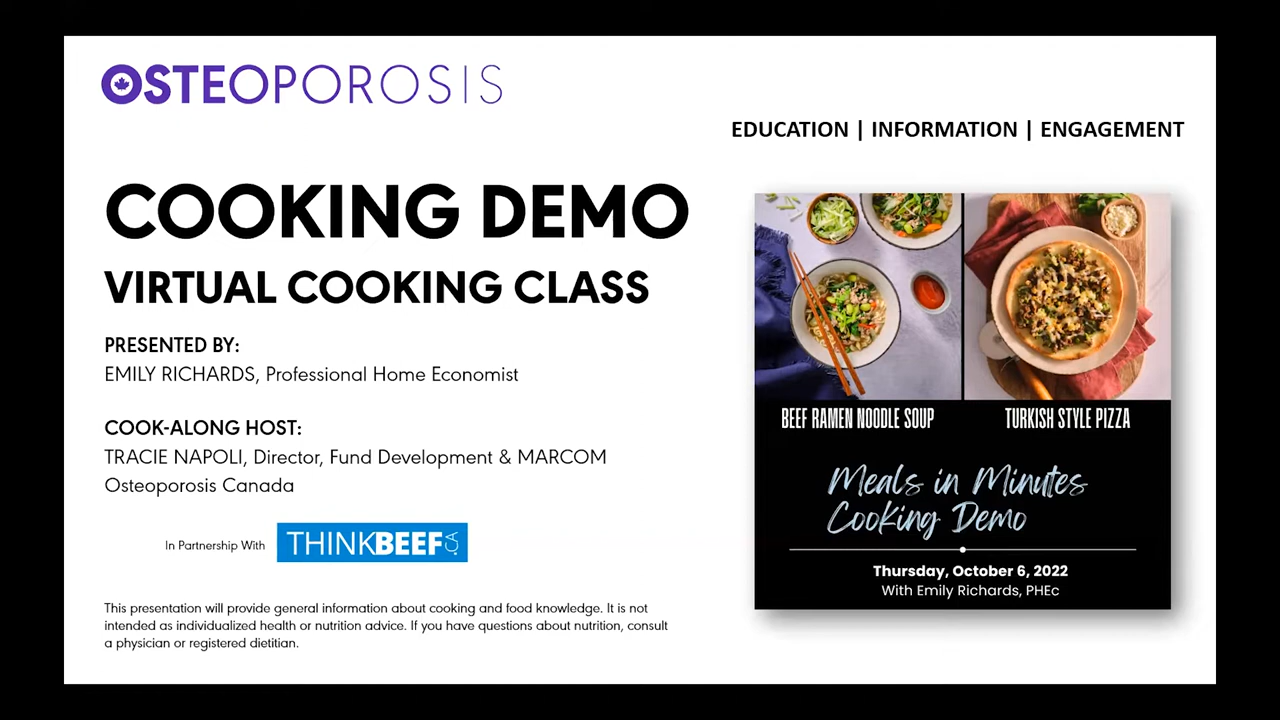 OSTEOPOROSIS
EDUCATION | INFORMATION | ENGAGEMENT
COOKING DEMO
VIRTUAL COOKING CLASS
PRESENTED BY:
EMILY RICHARDS, Professional Home Economist
COOK-ALONG HOST:
TRACIE NAPOLI, Director, Fund Development & MARCOM
Osteoporosis Canada
In Partnership With THINKBEEF.CA
This presentation will provide general information about cooking and food knowledge. It is not
intended as individualized health or nutrition advice. If you have questions about nutrition, consult
a physician or registered dietitian.
BEEF RAMEN NOODLE SOUP
TURKISH STYLE PIZZA
Meals in Minutes
Cooking Demo
Thursday, October 6, 2022
With Emily Richards, PHEc